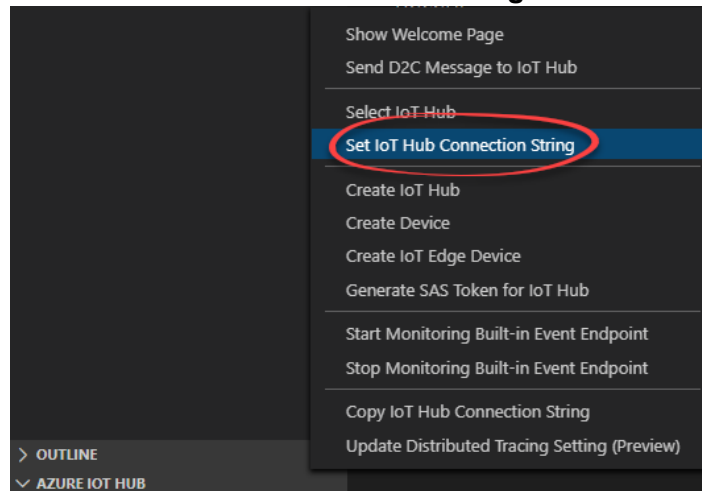 Show Welcome Page
Send D2C Message to IoT Hub
Select IoT Hub
Set IoT Hub Connection String
Create IoT Hub
Create Device
Create IoT Edge Device
Generate SAS Token for IoT Hub
Start Monitoring Built-in Event Endpoint
Stop Monitoring Built-in Event Endpoint
Copy IoT Hub Connection String
Update Distributed Tracing Setting (Preview)
OUTLINE
AZURE IOT HUB